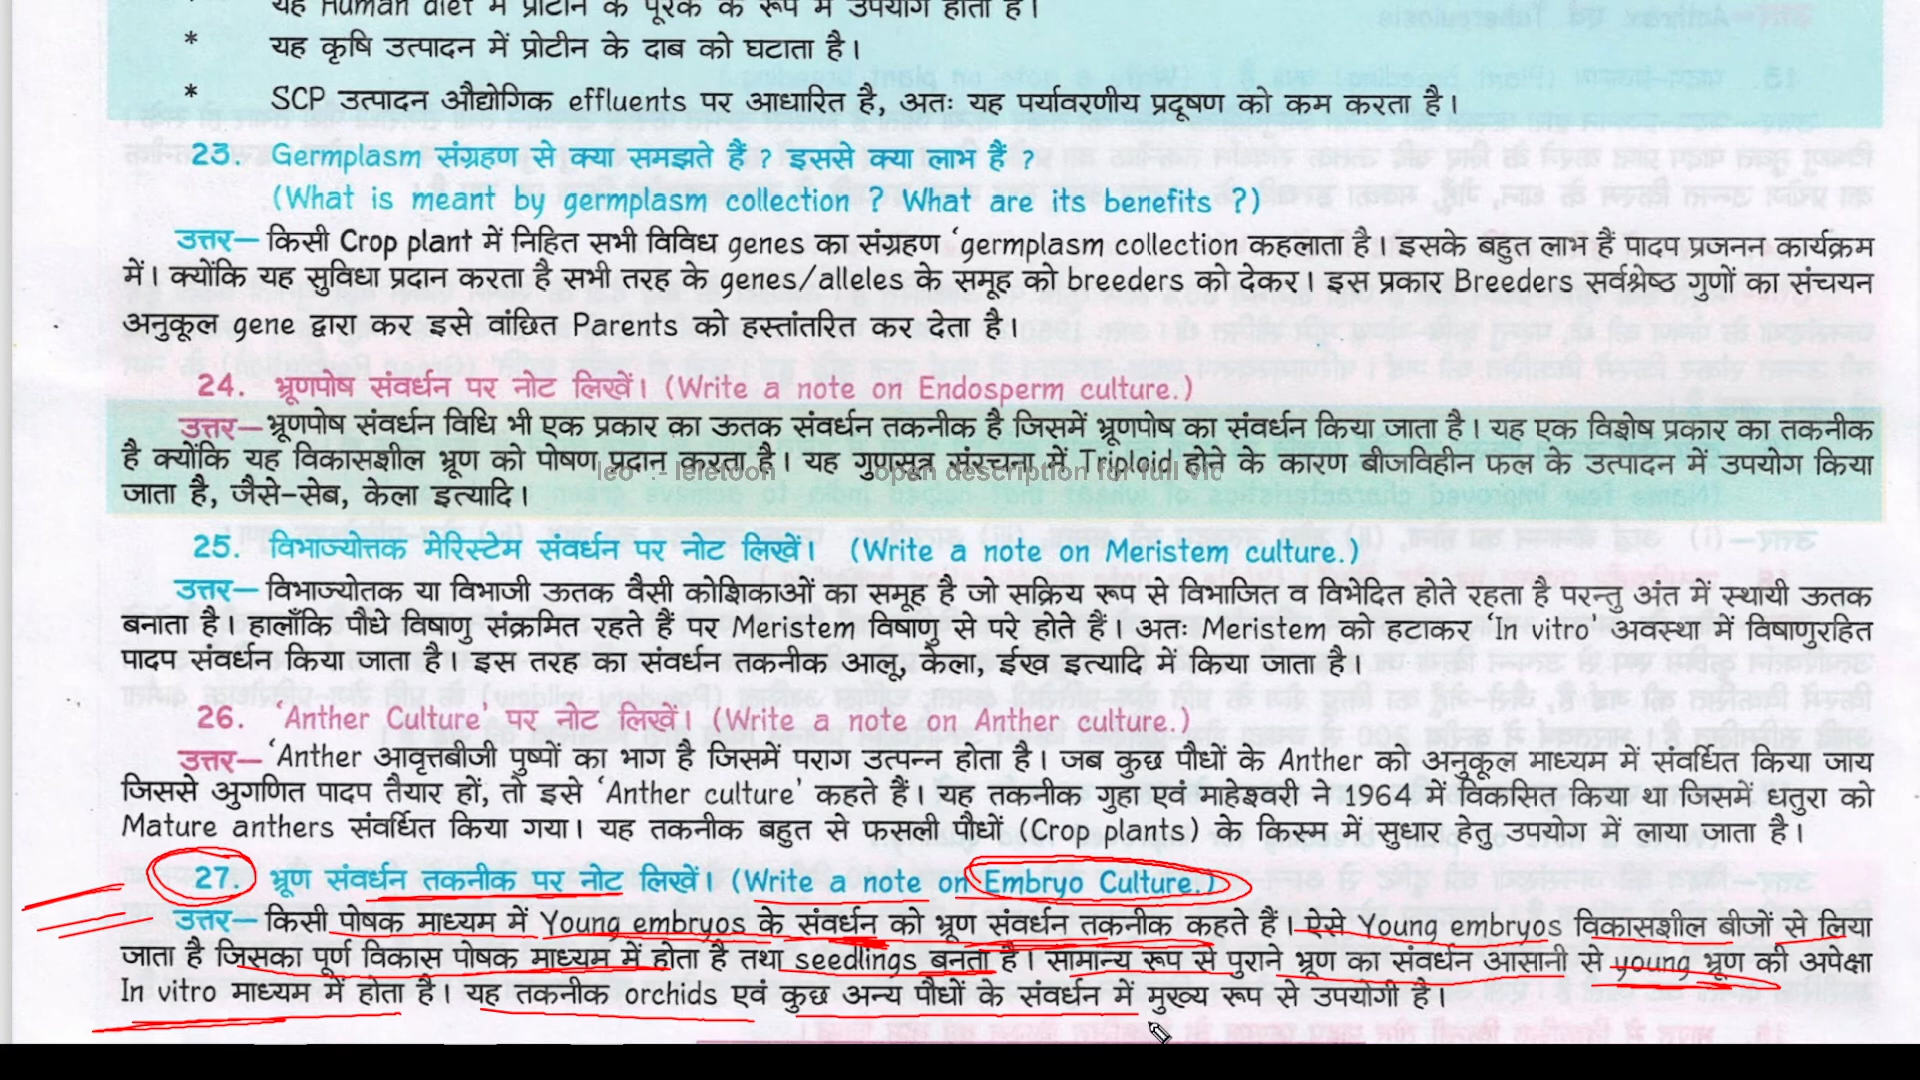 यह Human diet में प्रोटीन के पूरक के रूप में उपयोग होता है।
* यह कृषि उत्पादन में प्रोटीन के दाब को घटाता है।
* SCP उत्पादन औद्योगिक effluents पर आधारित है, अतः यह पर्यावरणीय प्रदूषण को कम करता है।
23. Germplasm संग्रहण से क्या समझते हैं ? इससे क्या लाभ हैं ?
(What is meant by germplasm collection ? What are its benefits ?)
उत्तर— किसी Crop plant में निहित सभी विविध genes का संग्रहण ‘germplasm collection कहलाता है। इसके बहुत लाभ हैं पादप प्रजनन कार्यक्रम
में। क्योंकि यह सुविधा प्रदान करता है सभी तरह के genes/alleles के समूह को breeders को देकर। इस प्रकार Breeders सर्वश्रेष्ठ गुणों का संचयन
अनुकूल gene द्वारा कर इसे वांछित Parents को हस्तांतरित कर देता है।
24. भ्रूणपोष संवर्धन पर नोट लिखें। (Write a note on Endosperm culture.)
उत्तर—भ्रूणपोष संवर्धन विधि भी एक प्रकार का ऊतक संवर्धन तकनीक है जिसमें भ्रूणपोष का संवर्धन किया जाता है। यह एक विशेष प्रकार का तकनीक
है क्योंकि यह विकासशील भ्रूण को पोषण प्रदान करता है। यह गुणसूत्र संरचना में Triploid होने के कारण बीजविहीन फल के उत्पादन में उपयोग किया
जाता है, जैसे-सेब, केला इत्यादि।
25. विभाज्योत्तक मेरिस्टेम संवर्धन पर नोट लिखें। (Write a note on Meristem culture.)
उत्तर— विभाज्योतक या विभाजी ऊतक वैसी कोशिकाओं का समूह है जो सक्रिय रूप से विभाजित व विभेदित होते रहता है परन्तु अंत में स्थायी ऊतक
बनाता है। हालाँकि पौधे विषाणु संक्रमित रहते हैं पर Meristem विषाणु से परे होते हैं। अतः Meristem को हटाकर ‘In vitro’ अवस्था में विषाणुरहित
पादप संवर्धन किया जाता है। इस तरह का संवर्धन तकनीक आलू, केला, ईख इत्यादि में किया जाता है।
26. ‘Anther Culture’ पर नोट लिखें। (Write a note on Anther culture.)
उत्तर— ‘Anther आवृत्तबीजी पुष्पों का भाग है जिसमें पराग उत्पन्न होता है। जब कुछ पौधों के Anther को अनुकूल माध्यम में संवर्धित किया जाय
जिससे अगणित पादप तैयार हों, तो इसे ‘Anther culture’ कहते हैं। यह तकनीक गुहा एवं माहेश्वरी ने 1964 में विकसित किया था जिसमें धतुरा को
Mature anthers संवर्धित किया गया। यह तकनीक बहुत से फसली पौधों (Crop plants) के किस्म में सुधार हेतु उपयोग में लाया जाता है।
27. भ्रूण संवर्धन तकनीक पर नोट लिखें। (Write a note on Embryo Culture.)
उत्तर— किसी पोषक माध्यम में Young embryos के संवर्धन को भ्रूण संवर्धन तकनीक कहते हैं। ऐसे Young embryos विकासशील बीजों से लिया
जाता है जिसका पूर्ण विकास पोषक माध्यम में होता है तथा seedlings बनता है। सामान्य रूप से पुराने भ्रूण का संवर्धन आसानी से young भ्रूण की अपेक्षा
In vitro माध्यम में होता है। यह तकनीक orchids एवं कुछ अन्य पौधों के संवर्धन में मुख्य रूप से उपयोगी है।